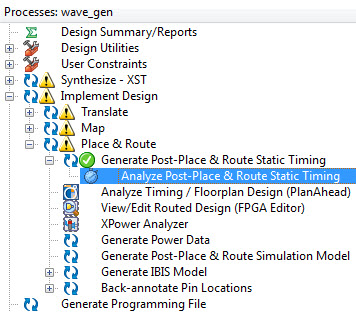 Processes: wave_gen
Design Summary/Reports
Design Utilities
User Constraints
Synthesize - XST
Implement Design
Translate
Map
Place & Route
Generate Post-Place & Route Static Timing
Analyze Post-Place & Route Static Timing
Analyze Timing / Floorplan Design (PlanAhead)
View/Edit Routed Design (FPGA Editor)
XPower Analyzer
Generate Power Data
Generate Post-Place & Route Simulation Model
Generate IBIS Model
Back-annotate Pin Locations
Generate Programming File